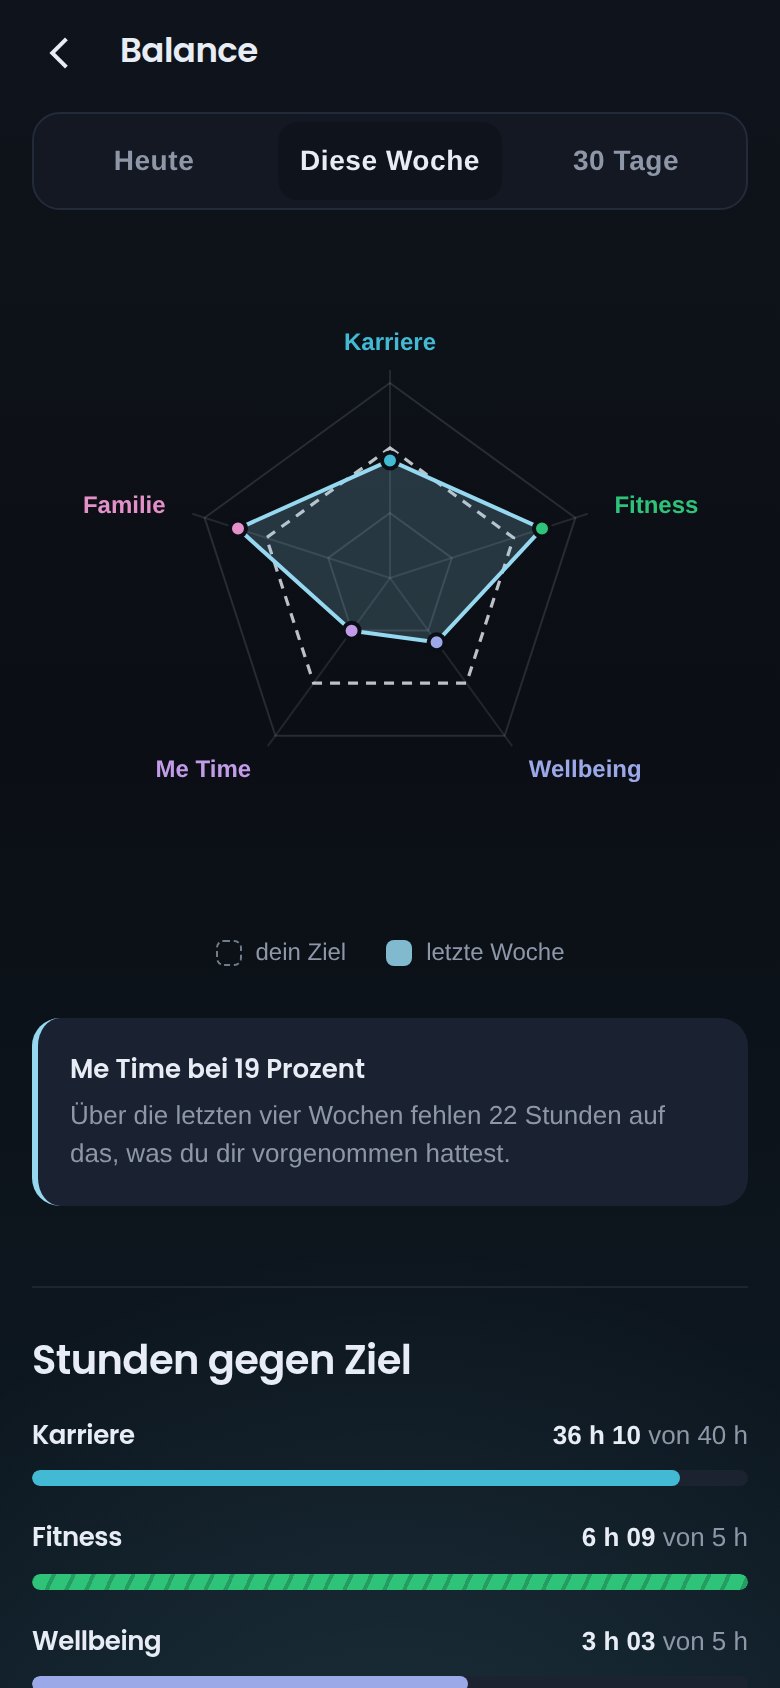 Balance
Heute Diese Woche 30 Tage
Karriere
Familie Fitness
Me Time Wellbeing
dein Ziel letzte Woche
Me Time bei 19 Prozent
Über die letzten vier Wochen fehlen 22 Stunden auf
das, was du dir vorgenommen hattest.
Stunden gegen Ziel
Karriere 36 h 10 von 40 h
Fitness 6 h 09 von 5 h
Wellbeing 3 h 03 von 5 h